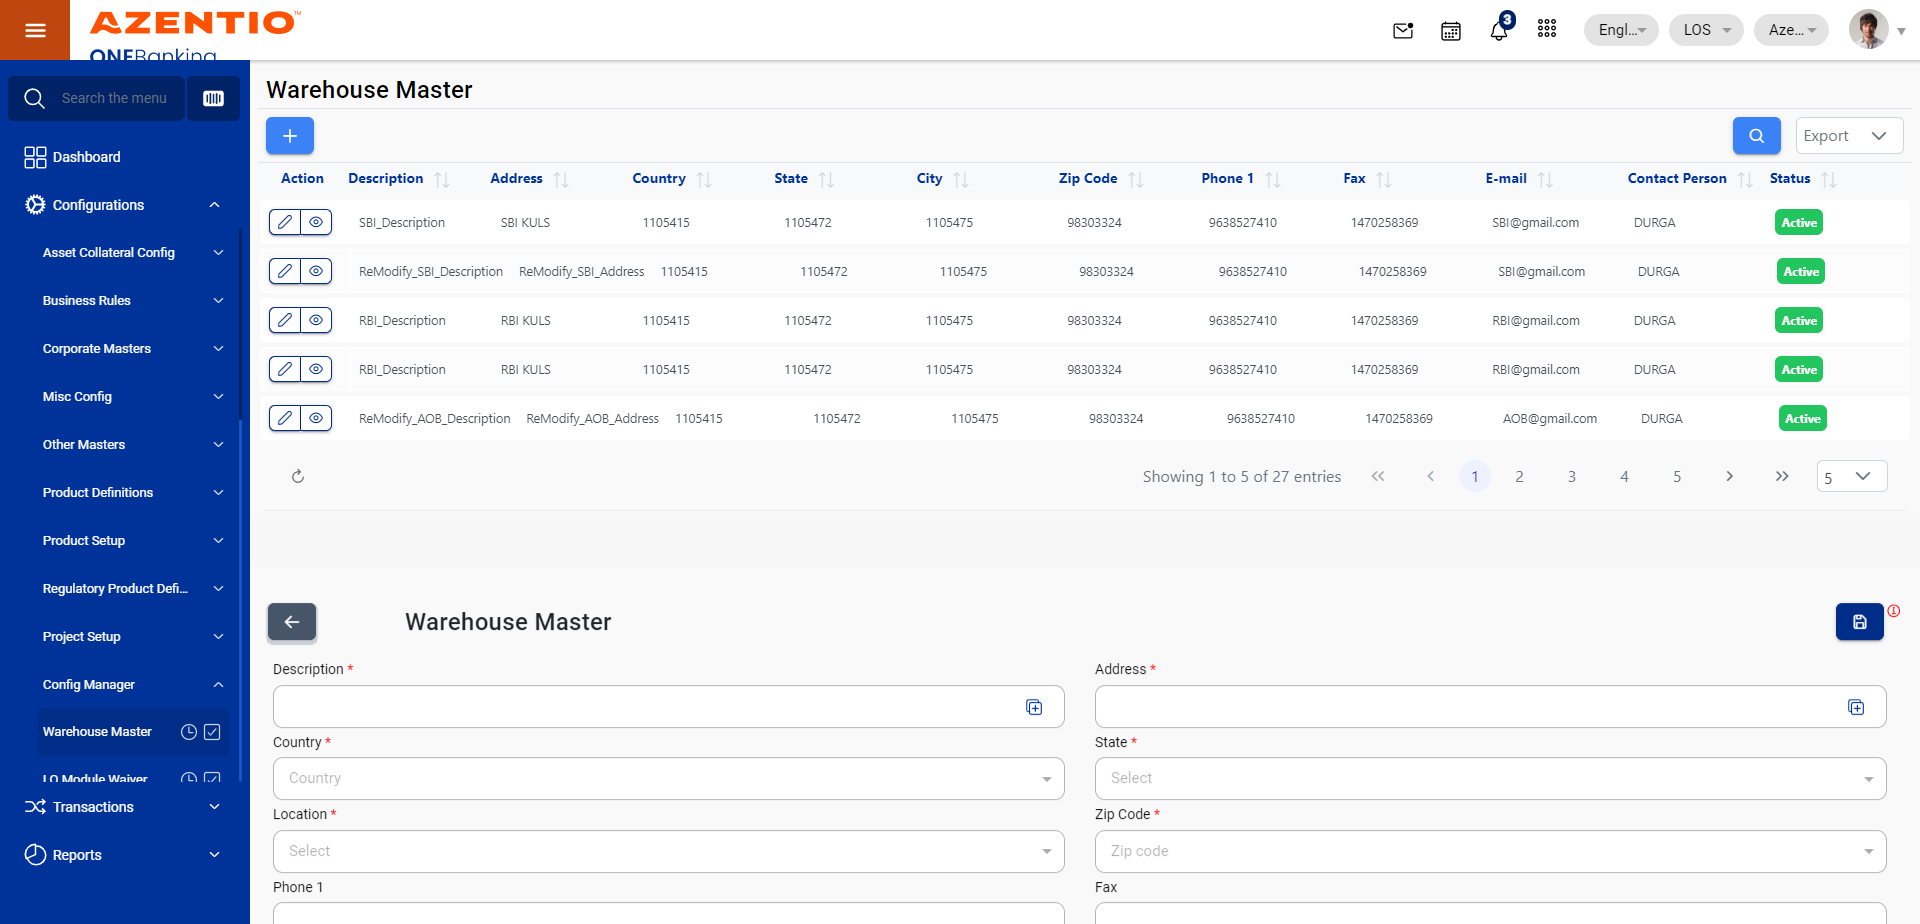 AZENTIO™
ONEBanking
3
Engl...
LOS
Aze...
Search the menu
Dashboard
Configurations
Asset Collateral Config
Business Rules
Corporate Masters
Misc Config
Other Masters
Product Definitions
Product Setup
Regulatory Product Defi...
Project Setup
Config Manager
Warehouse Master
LO Module Waiver
Transactions
Reports
Warehouse Master
Export
Action Description Address Country State City Zip Code Phone 1 Fax E-mail Contact Person Status
SBI_Description SBI KULS 1105415 1105472 1105475 98303324 9638527410 1470258369 SBI@gmail.com DURGA Active
ReModify_SBI_Description ReModify_SBI_Address 1105415 1105472 1105475 98303324 9638527410 1470258369 SBI@gmail.com DURGA Active
RBI_Description RBI KULS 1105415 1105472 1105475 98303324 9638527410 1470258369 RBI@gmail.com DURGA Active
RBI_Description RBI KULS 1105415 1105472 1105475 98303324 9638527410 1470258369 RBI@gmail.com DURGA Active
ReModify_AOB_Description ReModify_AOB_Address 1105415 1105472 1105475 98303324 9638527410 1470258369 AOB@gmail.com DURGA Active
Showing 1 to 5 of 27 entries 1 2 3 4 5 5
Warehouse Master
Description * Address *
Country * State *
Country Select
Location * Zip Code *
Select Zip code
Phone 1 Fax